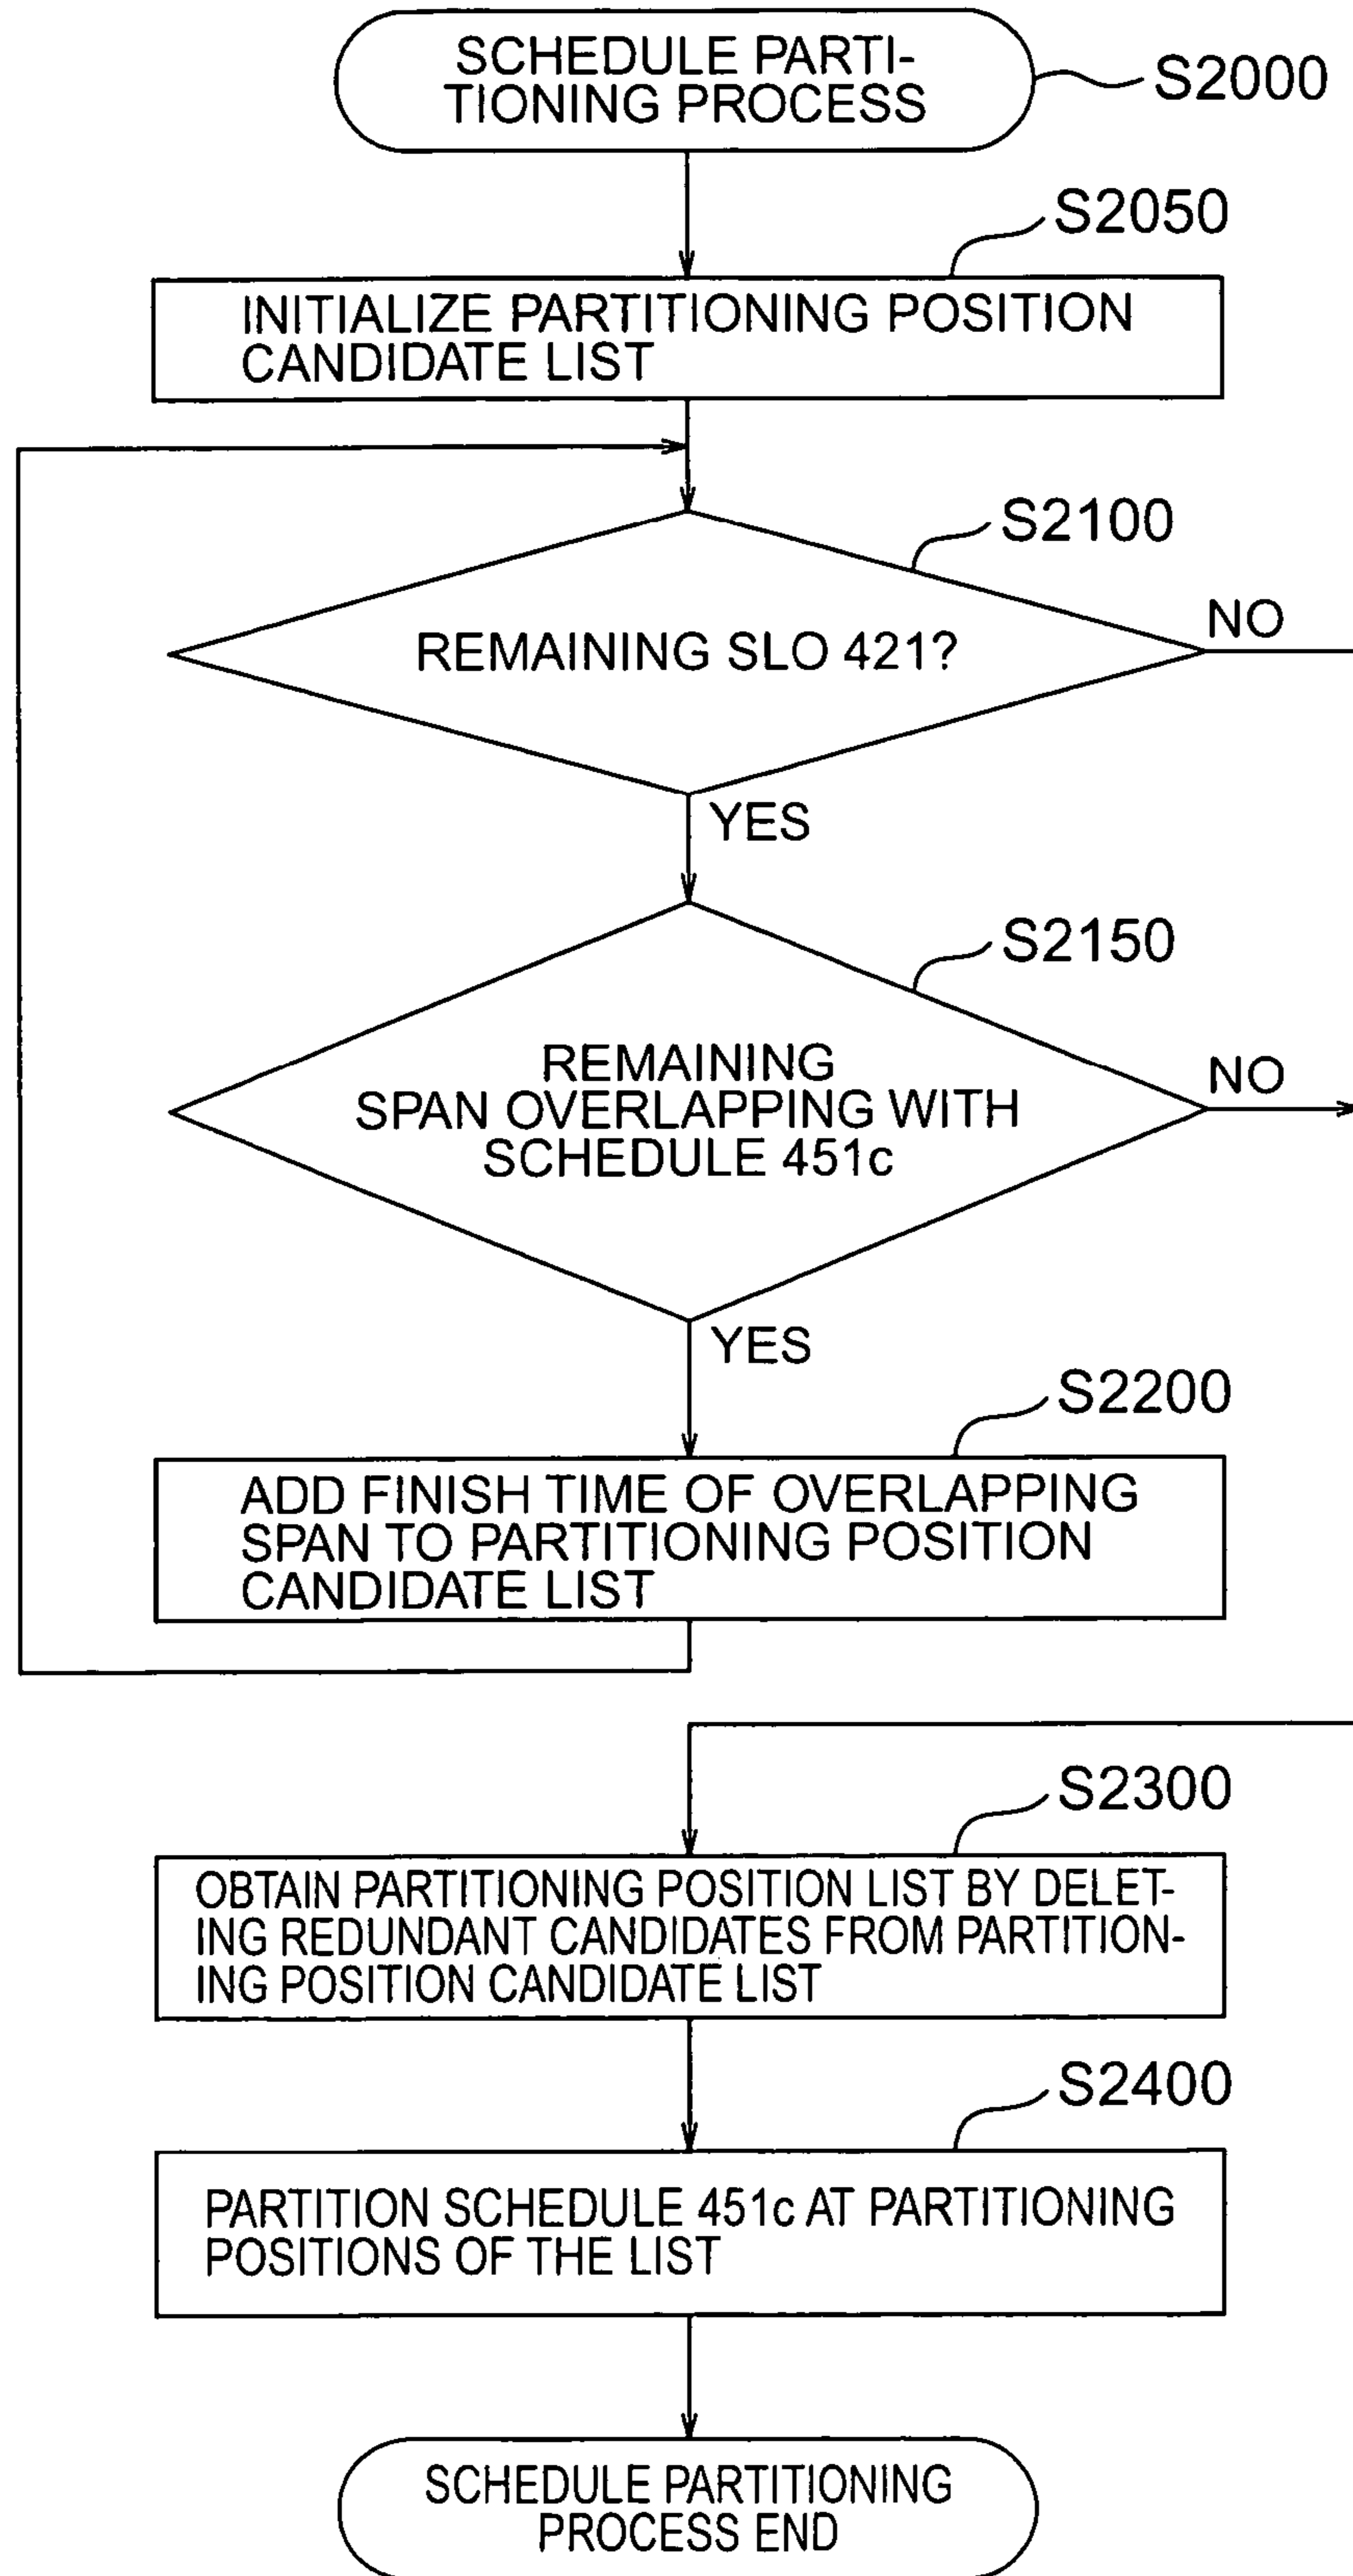 SCHEDULE PARTI-
TIONING PROCESS
S2000
S2050
INITIALIZE PARTITIONING POSITION
CANDIDATE LIST
S2100
REMAINING SLO 421?
NO
YES
S2150
REMAINING
SPAN OVERLAPPING WITH
SCHEDULE 451c
NO
YES
S2200
ADD FINISH TIME OF OVERLAPPING
SPAN TO PARTITIONING POSITION
CANDIDATE LIST
S2300
OBTAIN PARTITIONING POSITION LIST BY DELET-
ING REDUNDANT CANDIDATES FROM PARTITION-
ING POSITION CANDIDATE LIST
S2400
PARTITION SCHEDULE 451c AT PARTITIONING
POSITIONS OF THE LIST
SCHEDULE PARTITIONING
PROCESS END